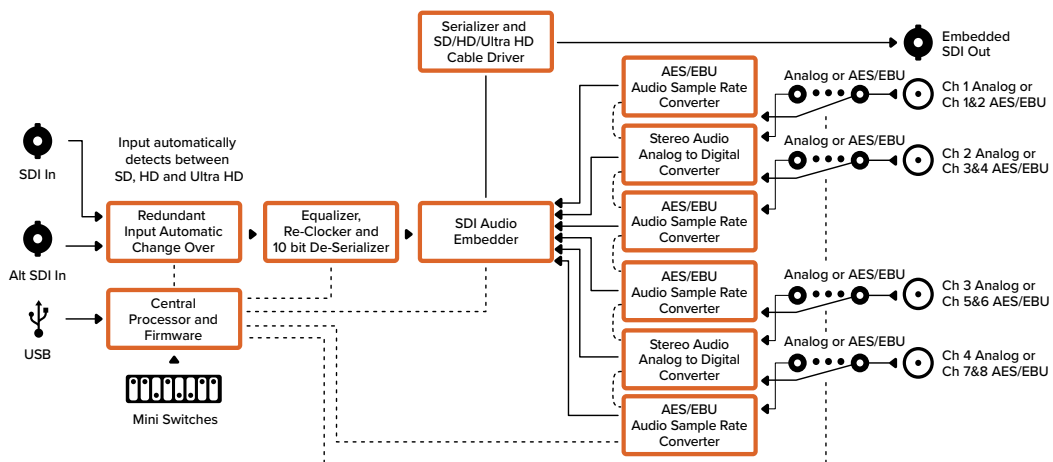 Serializer and
SD/HD/Ultra HD
Cable Driver
Embedded
SDI Out
AES/EBU
Audio Sample Rate
Converter
Analog or AES/EBU
Ch 1 Analog or
Ch 1&2 AES/EBU
SDI In
Input automatically
detects between
SD, HD and Ultra HD
Stereo Audio
Analog to Digital
Converter
Analog or AES/EBU
Ch 2 Analog or
Ch 3&4 AES/EBU
Alt SDI In
Redundant
Input Automatic
Change Over
Equalizer,
Re-Clocker and
10 bit De-Serializer
SDI Audio
Embedder
AES/EBU
Audio Sample Rate
Converter
USB
Central
Processor and
Firmware
AES/EBU
Audio Sample Rate
Converter
Analog or AES/EBU
Ch 3 Analog or
Ch 5&6 AES/EBU
Stereo Audio
Analog to Digital
Converter
Analog or AES/EBU
Ch 4 Analog or
Ch 7&8 AES/EBU
Mini Switches
AES/EBU
Audio Sample Rate
Converter